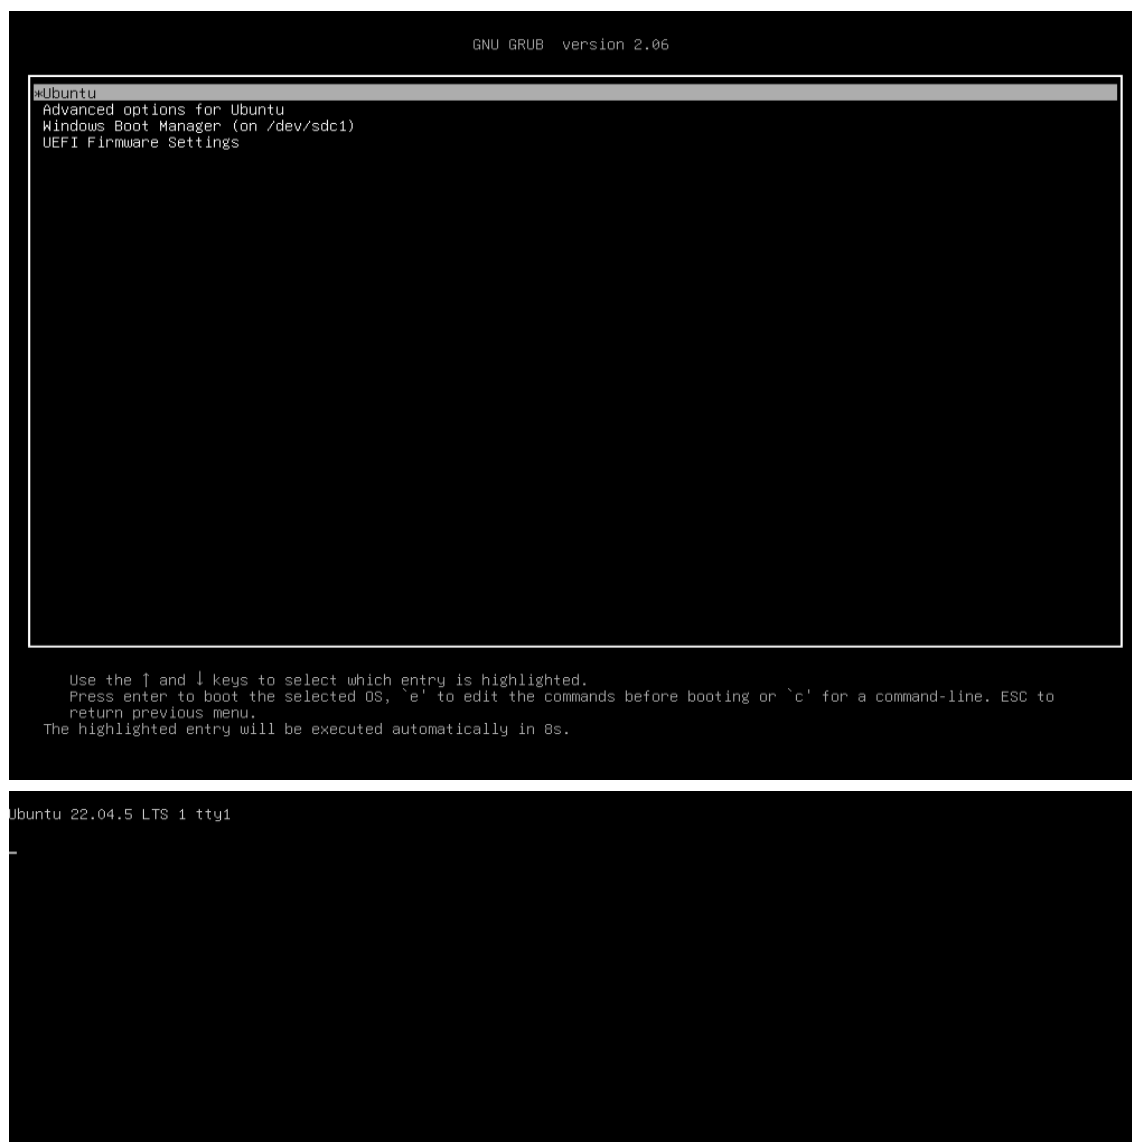 GNU GRUB  version 2.06
*Ubuntu
Advanced options for Ubuntu
Windows Boot Manager (on /dev/sdc1)
UEFI Firmware Settings
Use the ↑ and ↓ keys to select which entry is highlighted.
Press enter to boot the selected OS, `e' to edit the commands before booting or `c' for a command-line. ESC to
return previous menu.
The highlighted entry will be executed automatically in 8s.
Ubuntu 22.04.5 LTS 1 tty1
_